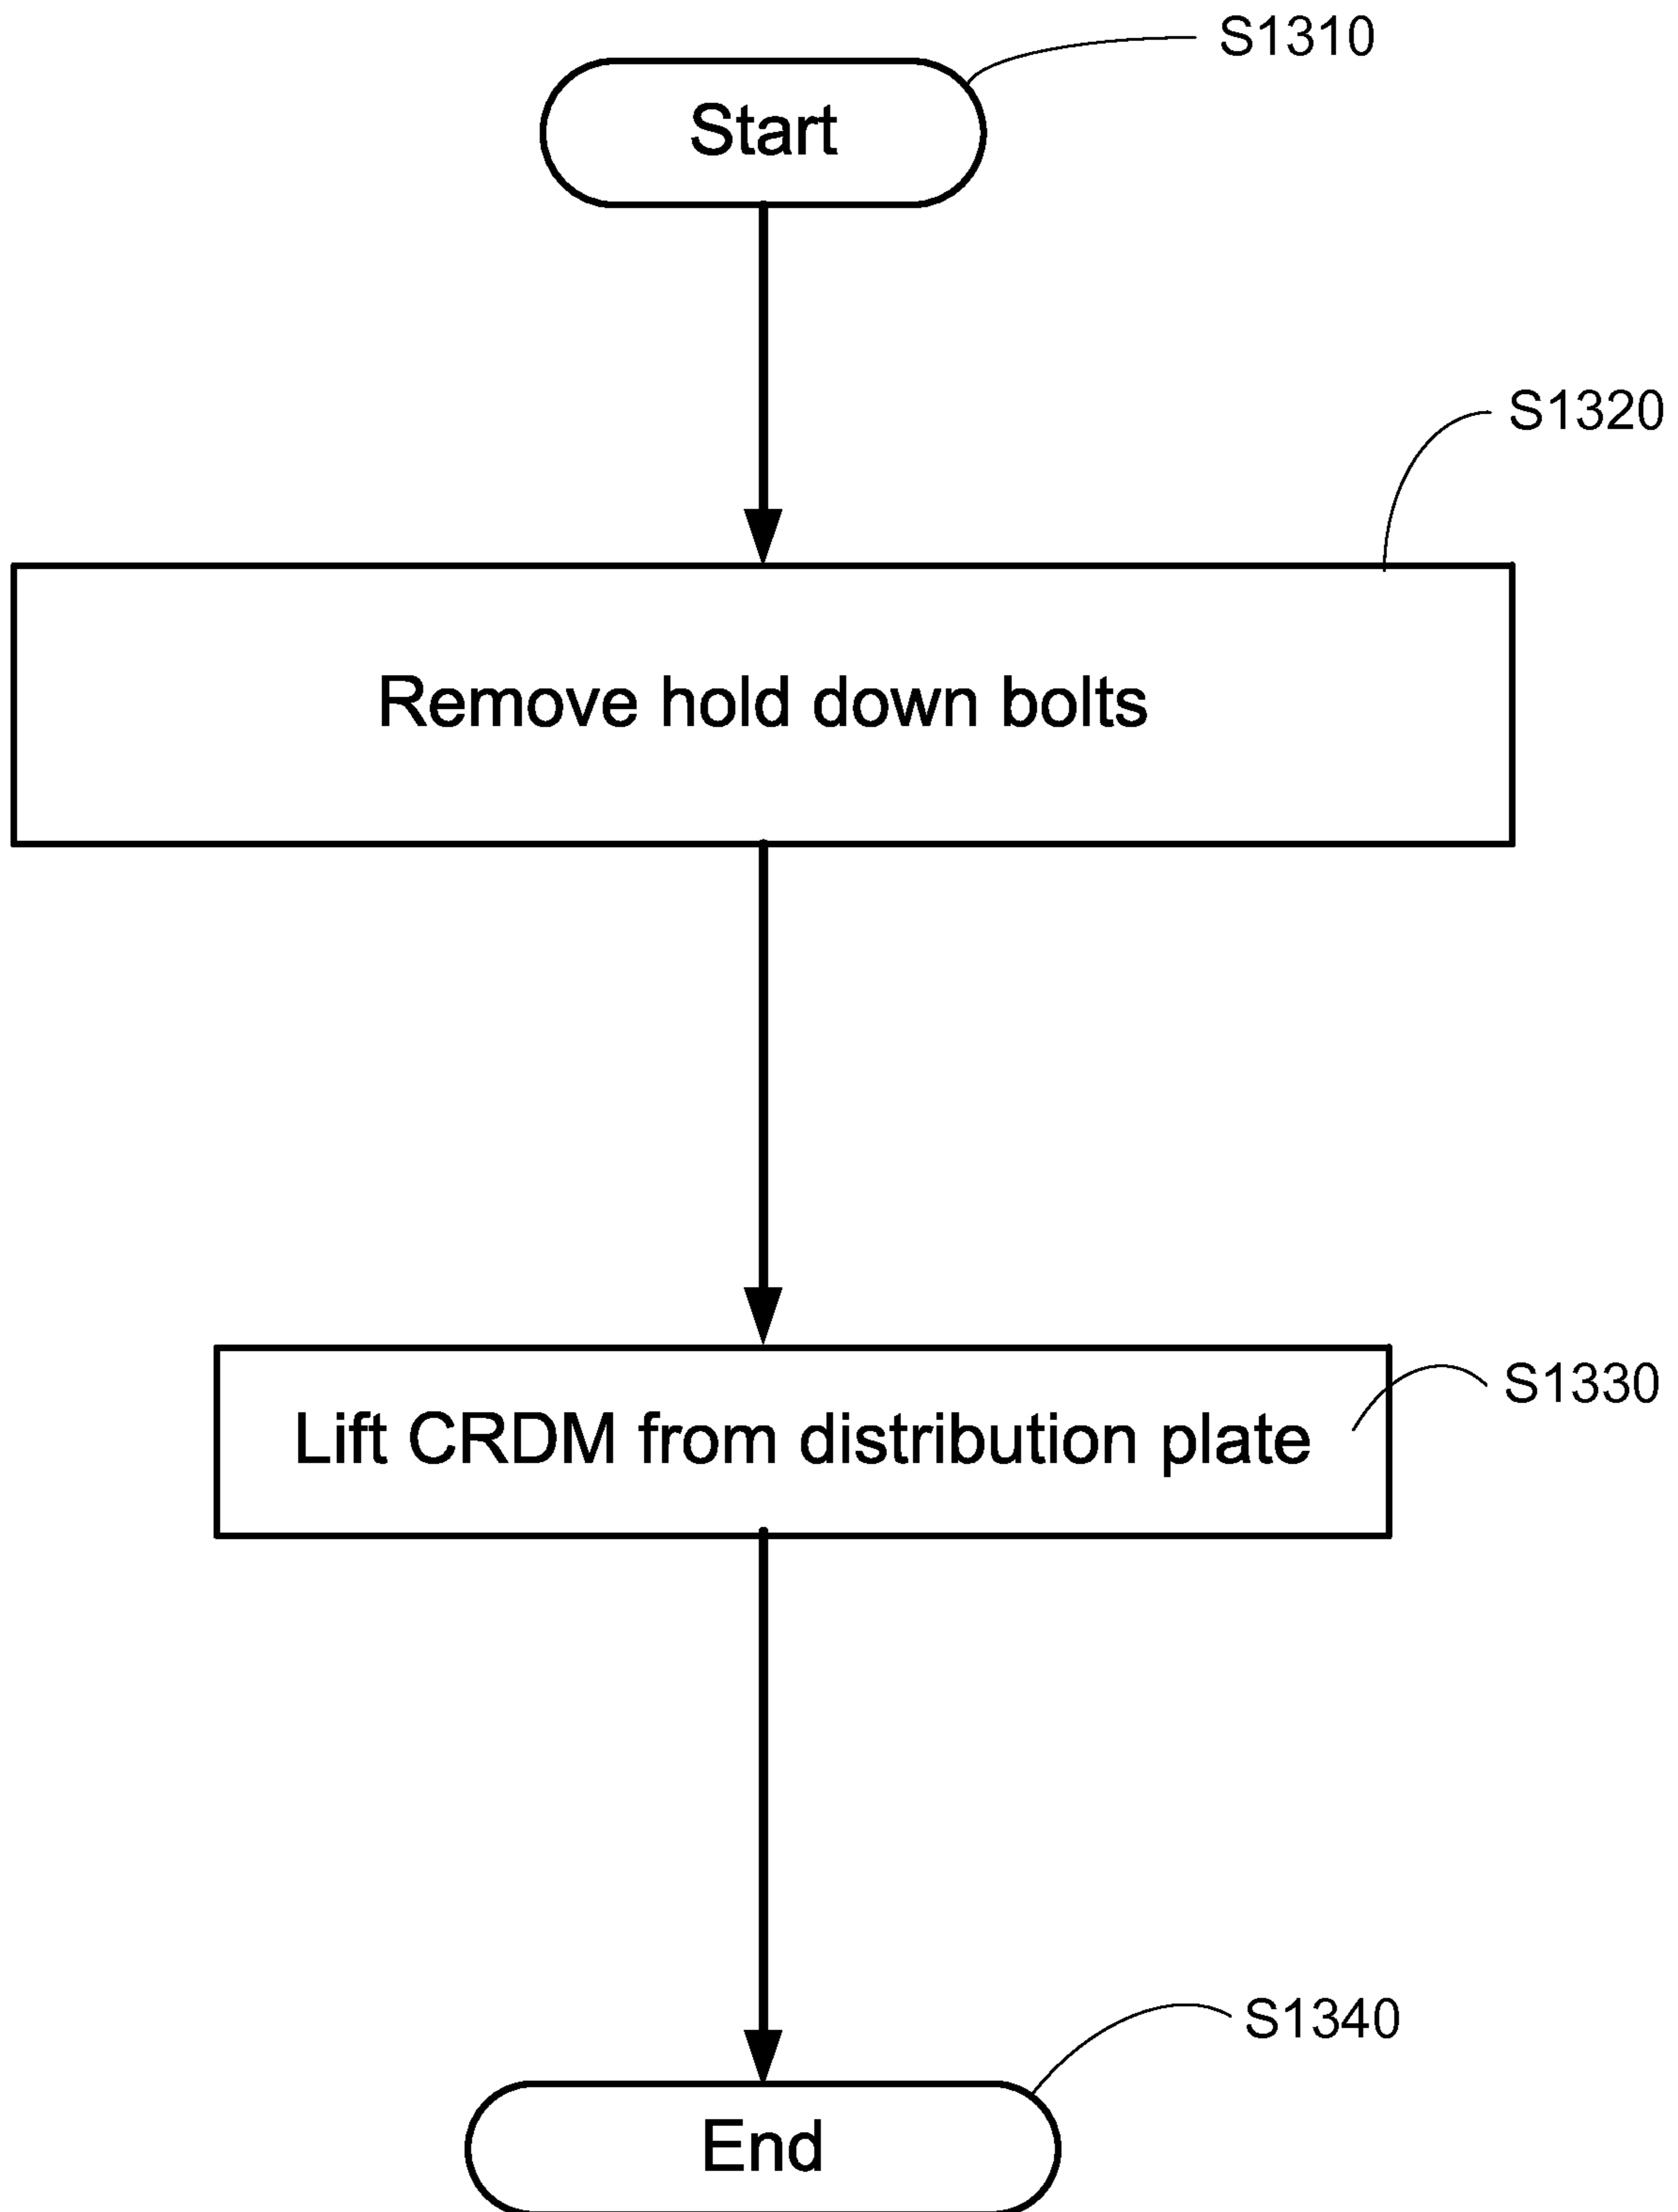 S1310
Start
S1320
Remove hold down bolts
S1330
Lift CRDM from distribution plate
S1340
End